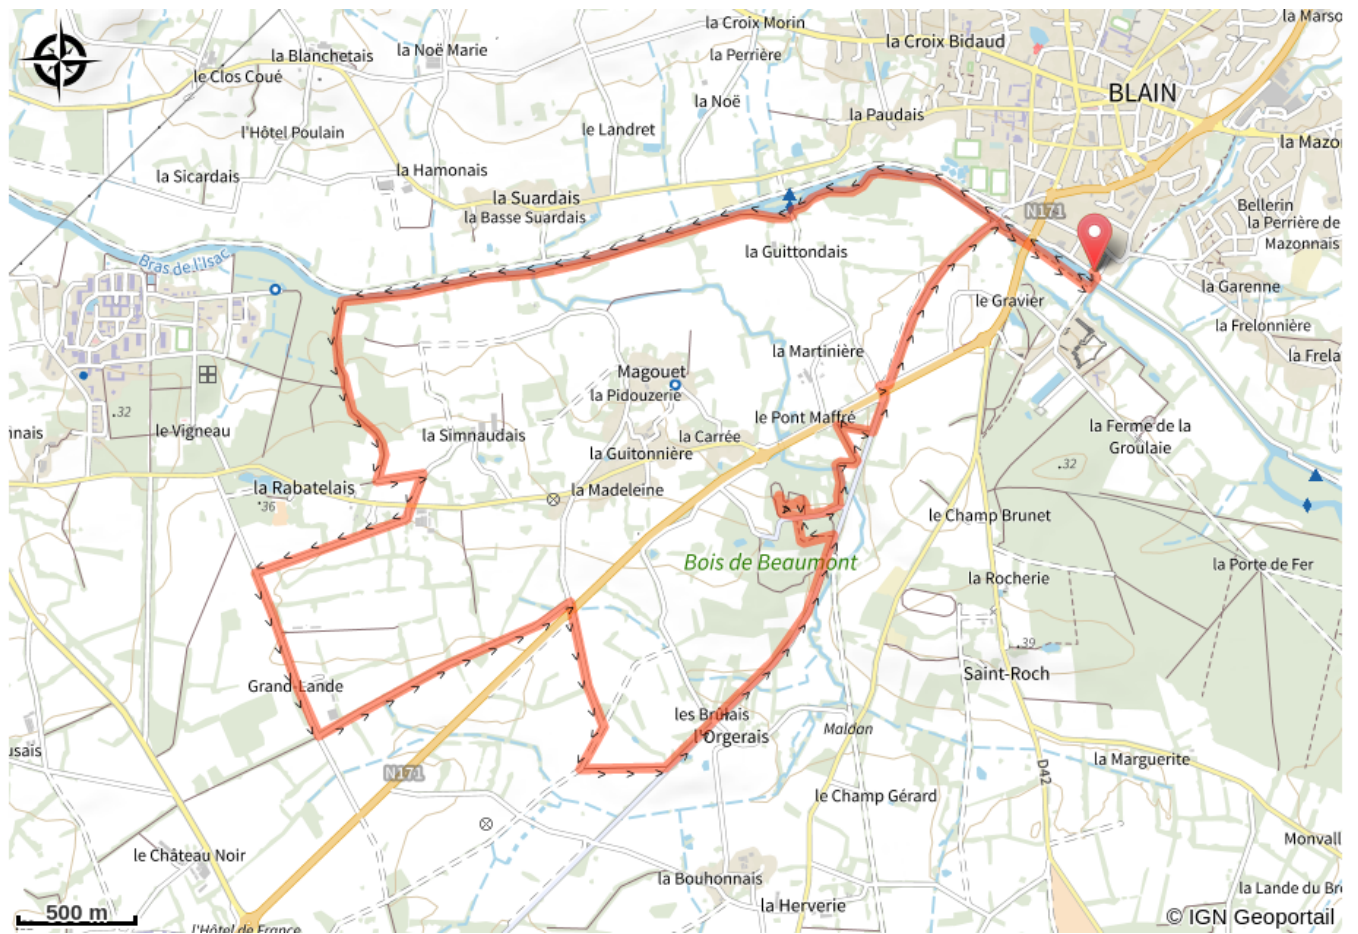 la Croix Morin
la Marso
la Blanchetais
la Noë Marie
la Croix Bidaud
la Perrière
le Clos Coué
BLAIN
la Noë
la Paudais
l'Hôtel Poulain
le Landret
la Mazo
la Hamonais
la Sicardais
la Suardais
la Basse Suardais
N171
Bellerin
la Perrière de
Mazonnais
la Guittondais
Bras de l'Isac
la Garenne
le Gravier
la Frelonnière
la Martinière
la Frela
Magouet
la Pidouzerie
32
le Pont Maffré
nnais
le Vigneau
la Simnaudais
la Carrée
la Ferme de la
Groulaie
la Guitonnière
32
la Rabatelais
la Madeleine
36
le Champ Brunet
Bois de Beaumont
la Porte de Fer
la Rocherie
39
Saint-Roch
Grand-Lande
les Brûlais
l'Orgerais
Maldan
usais
la Marguerite
N171
D42
le Champ Gérard
Monvall
le Château Noir
la Bouhonnais
la Lande du Br
la Herverie
500 m
© IGN Geoportail
l'Hôtel de France